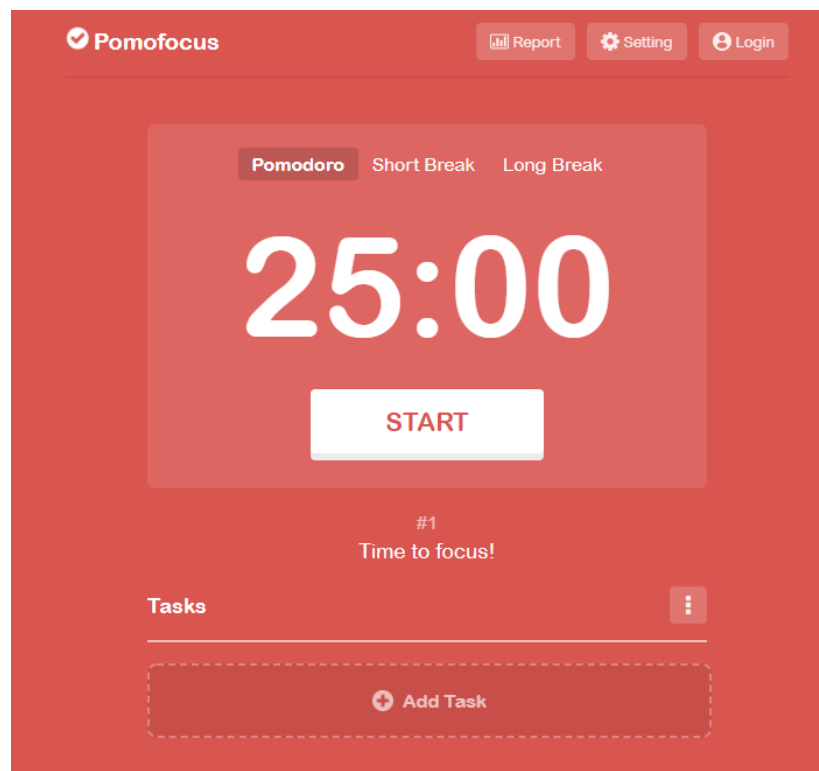 Pomofocus Report Setting Login
Pomodoro Short Break Long Break
25:00
START
#1
Time to focus!
Tasks
Add Task